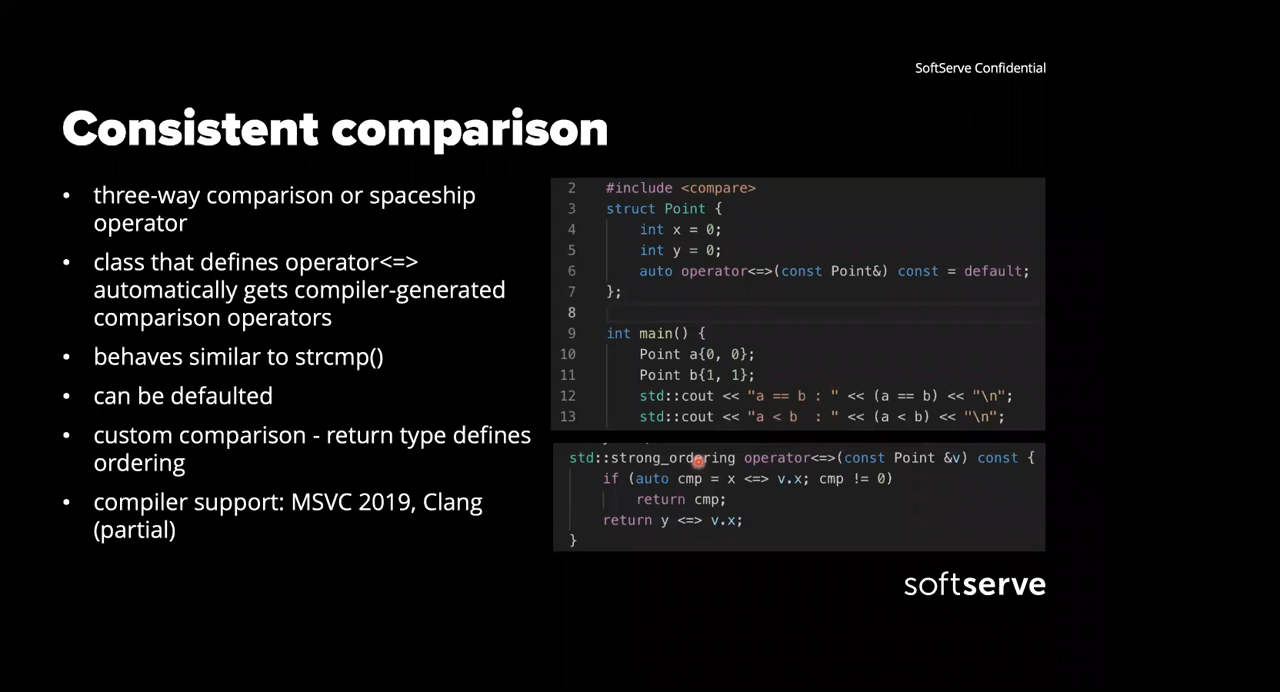 SoftServe Confidential
Consistent comparison
• three-way comparison or spaceship
operator
• class that defines operator<=>
automatically gets compiler-generated
comparison operators
• behaves similar to strcmp()
• can be defaulted
• custom comparison - return type defines
ordering
• compiler support: MSVC 2019, Clang
(partial)
2 #include <compare>
3 struct Point {
4 int x = 0;
5 int y = 0;
6 auto operator<=>(const Point&) const = default;
7 };
8
9 int main() {
10 Point a{0, 0};
11 Point b{1, 1};
12 std::cout << "a == b : " << (a == b) << "\n";
13 std::cout << "a < b  : " << (a < b) << "\n";
std::strong_ordering operator<=>(const Point &v) const {
if (auto cmp = x <=> v.x; cmp != 0)
return cmp;
return y <=> v.x;
}
softserve